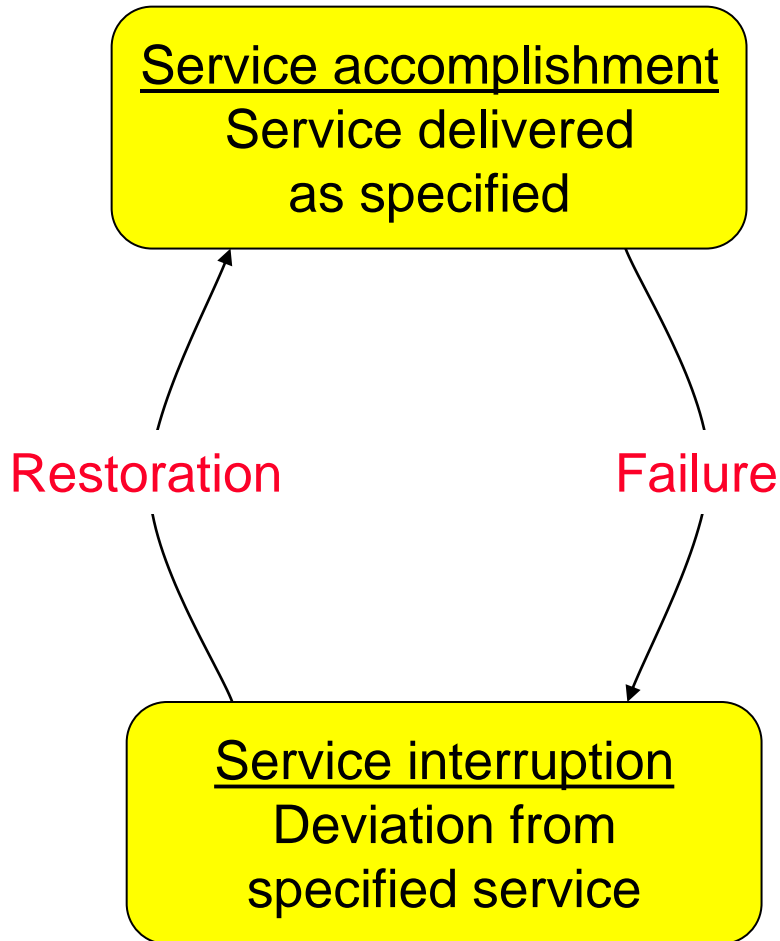 Service accomplishment
Service delivered
as specified
Restoration
Failure
Service interruption
Deviation from
specified service